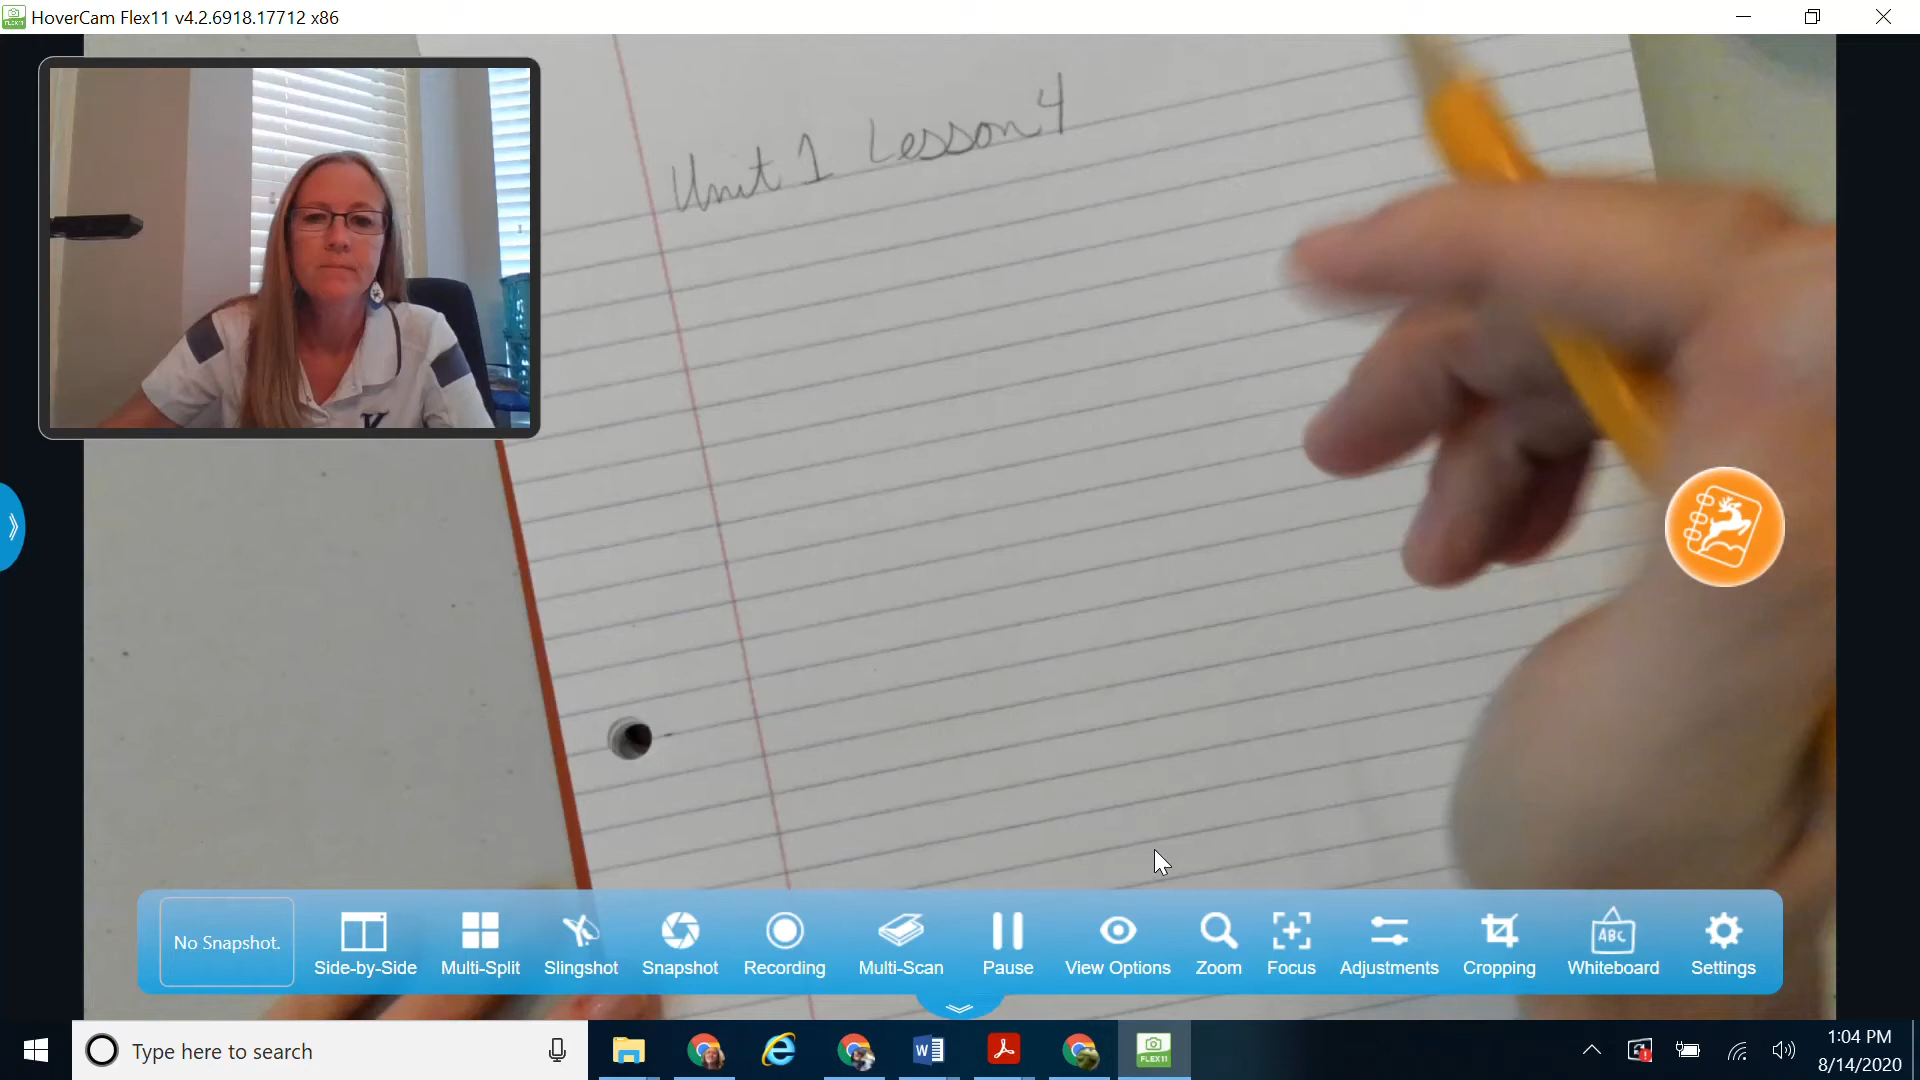 HoverCam Flex11 v4.2.6918.17712 x86
Unit 1 Lesson 4
No Snapshot.
Side-by-Side
Multi-Split
Slingshot
Snapshot
Recording
Multi-Scan
Pause
View Options
Zoom
Focus
Adjustments
Cropping
ABC
Whiteboard
Settings
Type here to search
FLEX11
1:04 PM
8/14/2020